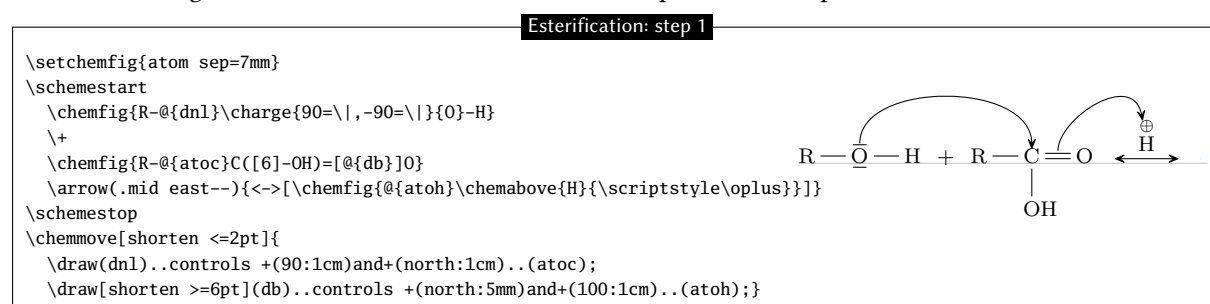 Esterification: step 1
\setchemfig{atom sep=7mm}
\schemestart
\chemfig{R-@{dnl}\charge{90=\|,-90=\|}{O}-H}
\+
\chemfig{R-@{atoc}C([6]-OH)=[@{db}]O}
\arrow(.mid east--){<->[\chemfig{@{atoh}\chemabove{H}{\scriptstyle\oplus}}]}
\schemestop
\chemmove[shorten <=2pt]{
\draw(dnl)..controls +(90:1cm)and+(north:1cm)..(atoc);
\draw[shorten >=6pt](db)..controls +(north:5mm)and+(100:1cm)..(atoh);}
⊕
H
R — O — H + R — C = O
OH